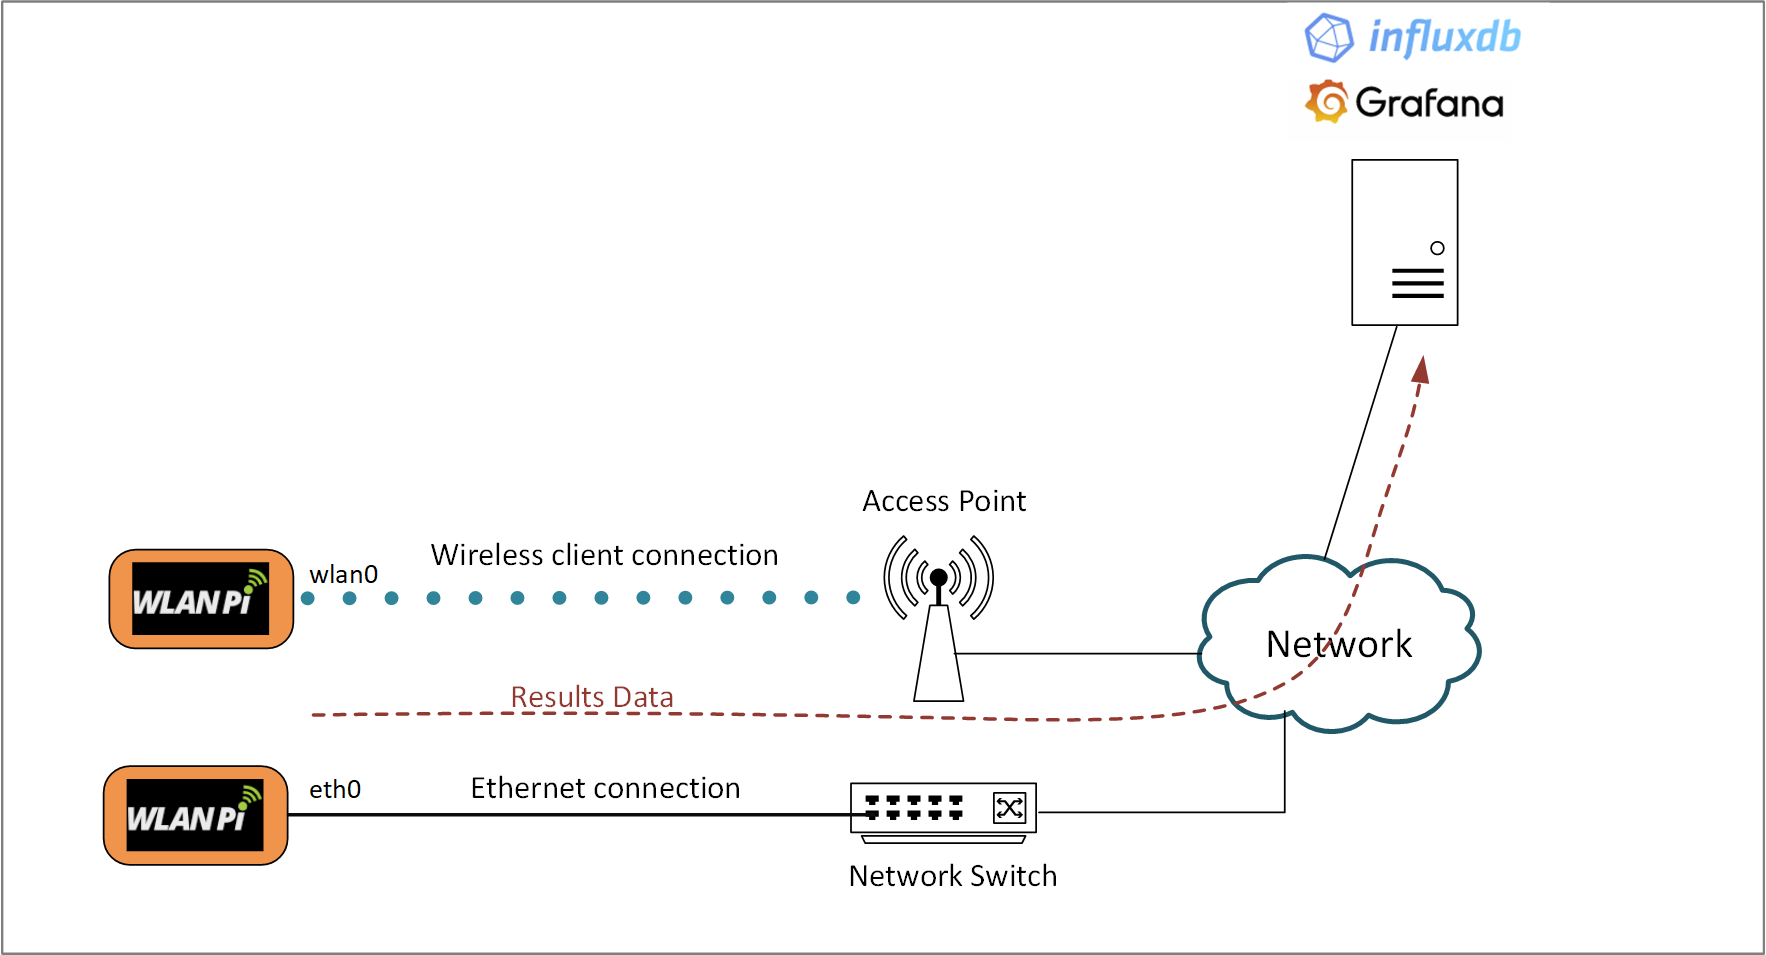 influxdb
Grafana
Access Point
Wireless client connection
wlan0
WLAN Pi
Network
Results Data
eth0
Ethernet connection
WLAN Pi
Network Switch